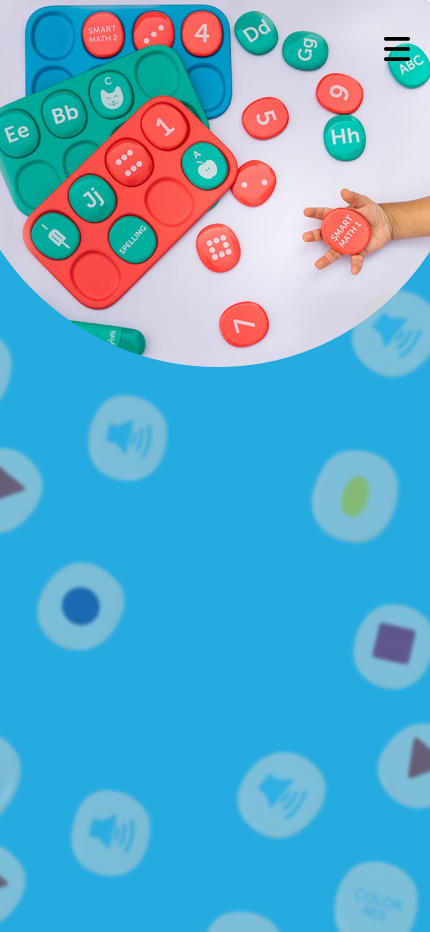 SMART
MATH 2
4
Dd
Gg
ABC
C
Bb
Ee
9
5
Hh
1
A
Jj
I
SPELLING
SMART
MATH 1
7
COLOR
MIX